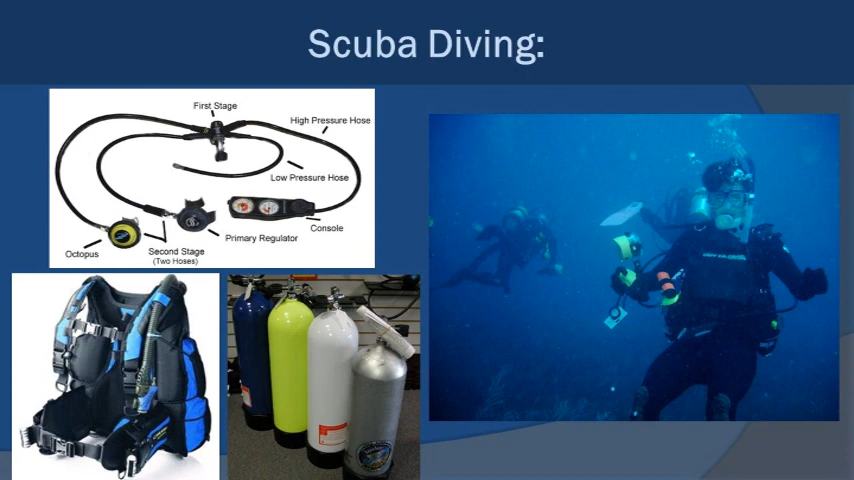 Scuba Diving:
First Stage
High Pressure Hose
Low Pressure Hose
Console
Primary Regulator
Second Stage
(Two Hoses)
Octopus